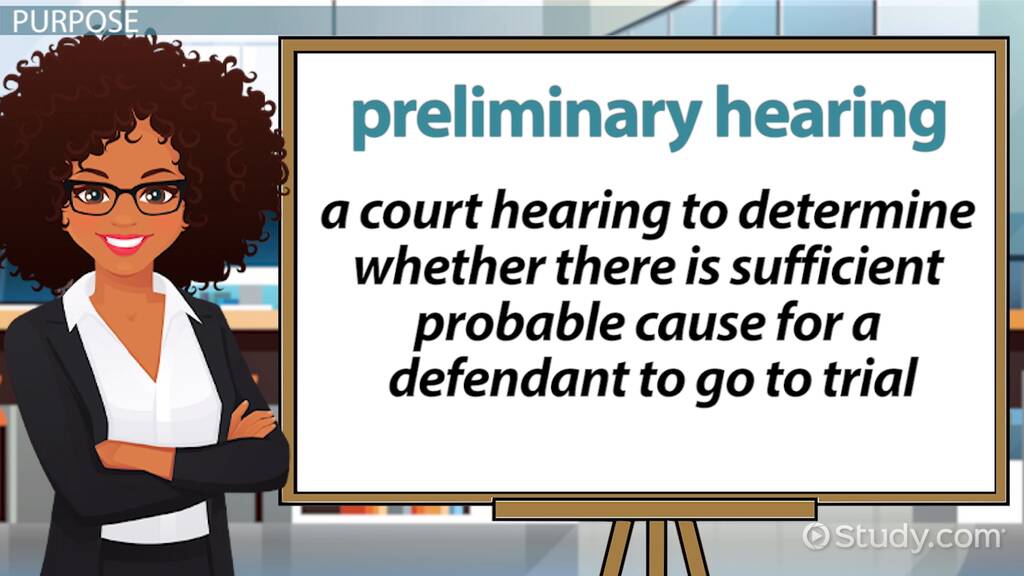 PURPOSE
preliminary hearing
a court hearing to determine
whether there is sufficient
probable cause for a
defendant to go to trial
Study.com